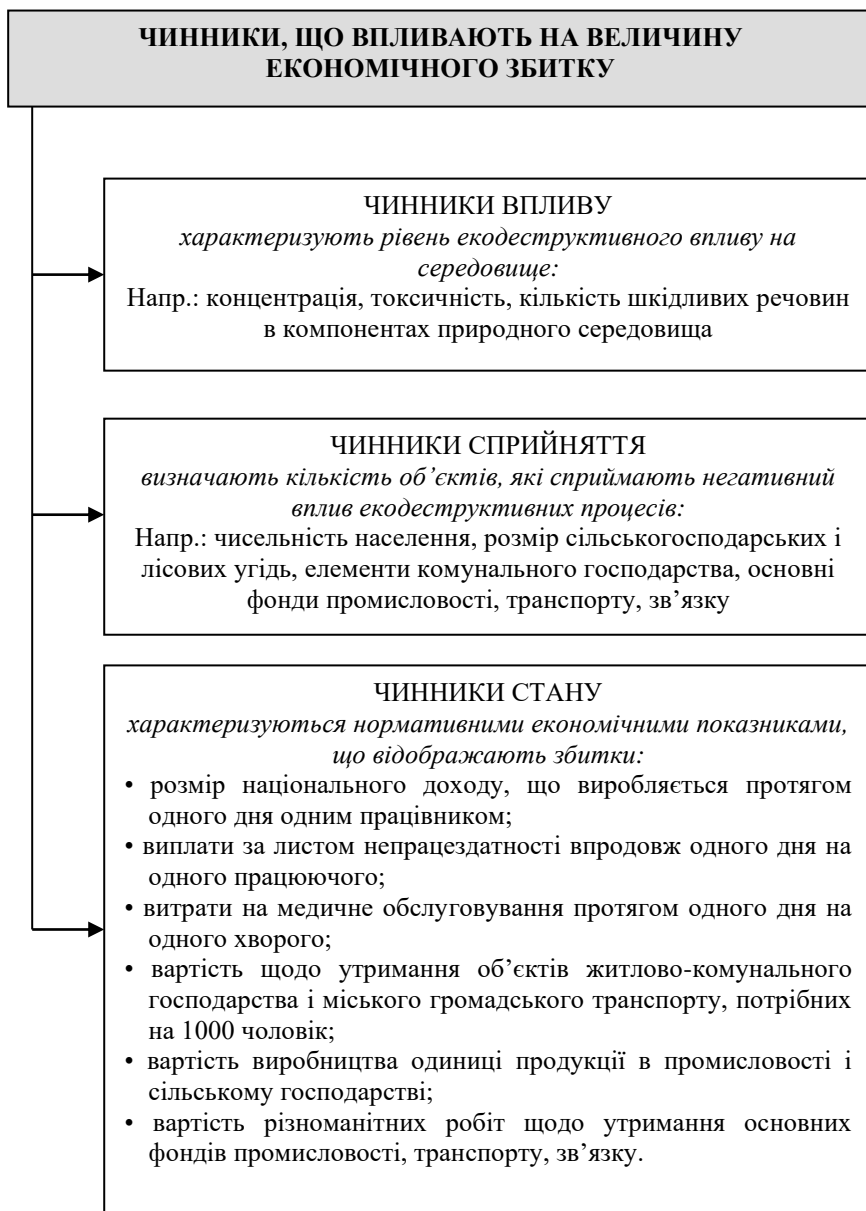 ЧИННИКИ, ЩО ВПЛИВАЮТЬ НА ВЕЛИЧИНУ
ЕКОНОМІЧНОГО ЗБИТКУ
ЧИННИКИ ВПЛИВУ
характеризують рівень екодеструктивного впливу на
середовище:
Напр.: концентрація, токсичність, кількість шкідливих речовин
в компонентах природного середовища
ЧИННИКИ СПРИЙНЯТТЯ
визначають кількість об’єктів, які сприймають негативний
вплив екодеструктивних процесів:
Напр.: чисельність населення, розмір сільськогосподарських і
лісових угідь, елементи комунального господарства, основні
фонди промисловості, транспорту, зв’язку
ЧИННИКИ СТАНУ
характеризуються нормативними економічними показниками,
що відображають збитки:
• розмір національного доходу, що виробляється протягом
одного дня одним працівником;
• виплати за листом непрацездатності впродовж одного дня на
одного працюючого;
• витрати на медичне обслуговування протягом одного дня на
одного хворого;
• вартість щодо утримання об’єктів житлово-комунального
господарства і міського громадського транспорту, потрібних
на 1000 чоловік;
• вартість виробництва одиниці продукції в промисловості і
сільському господарстві;
• вартість різноманітних робіт щодо утримання основних
фондів промисловості, транспорту, зв’язку.